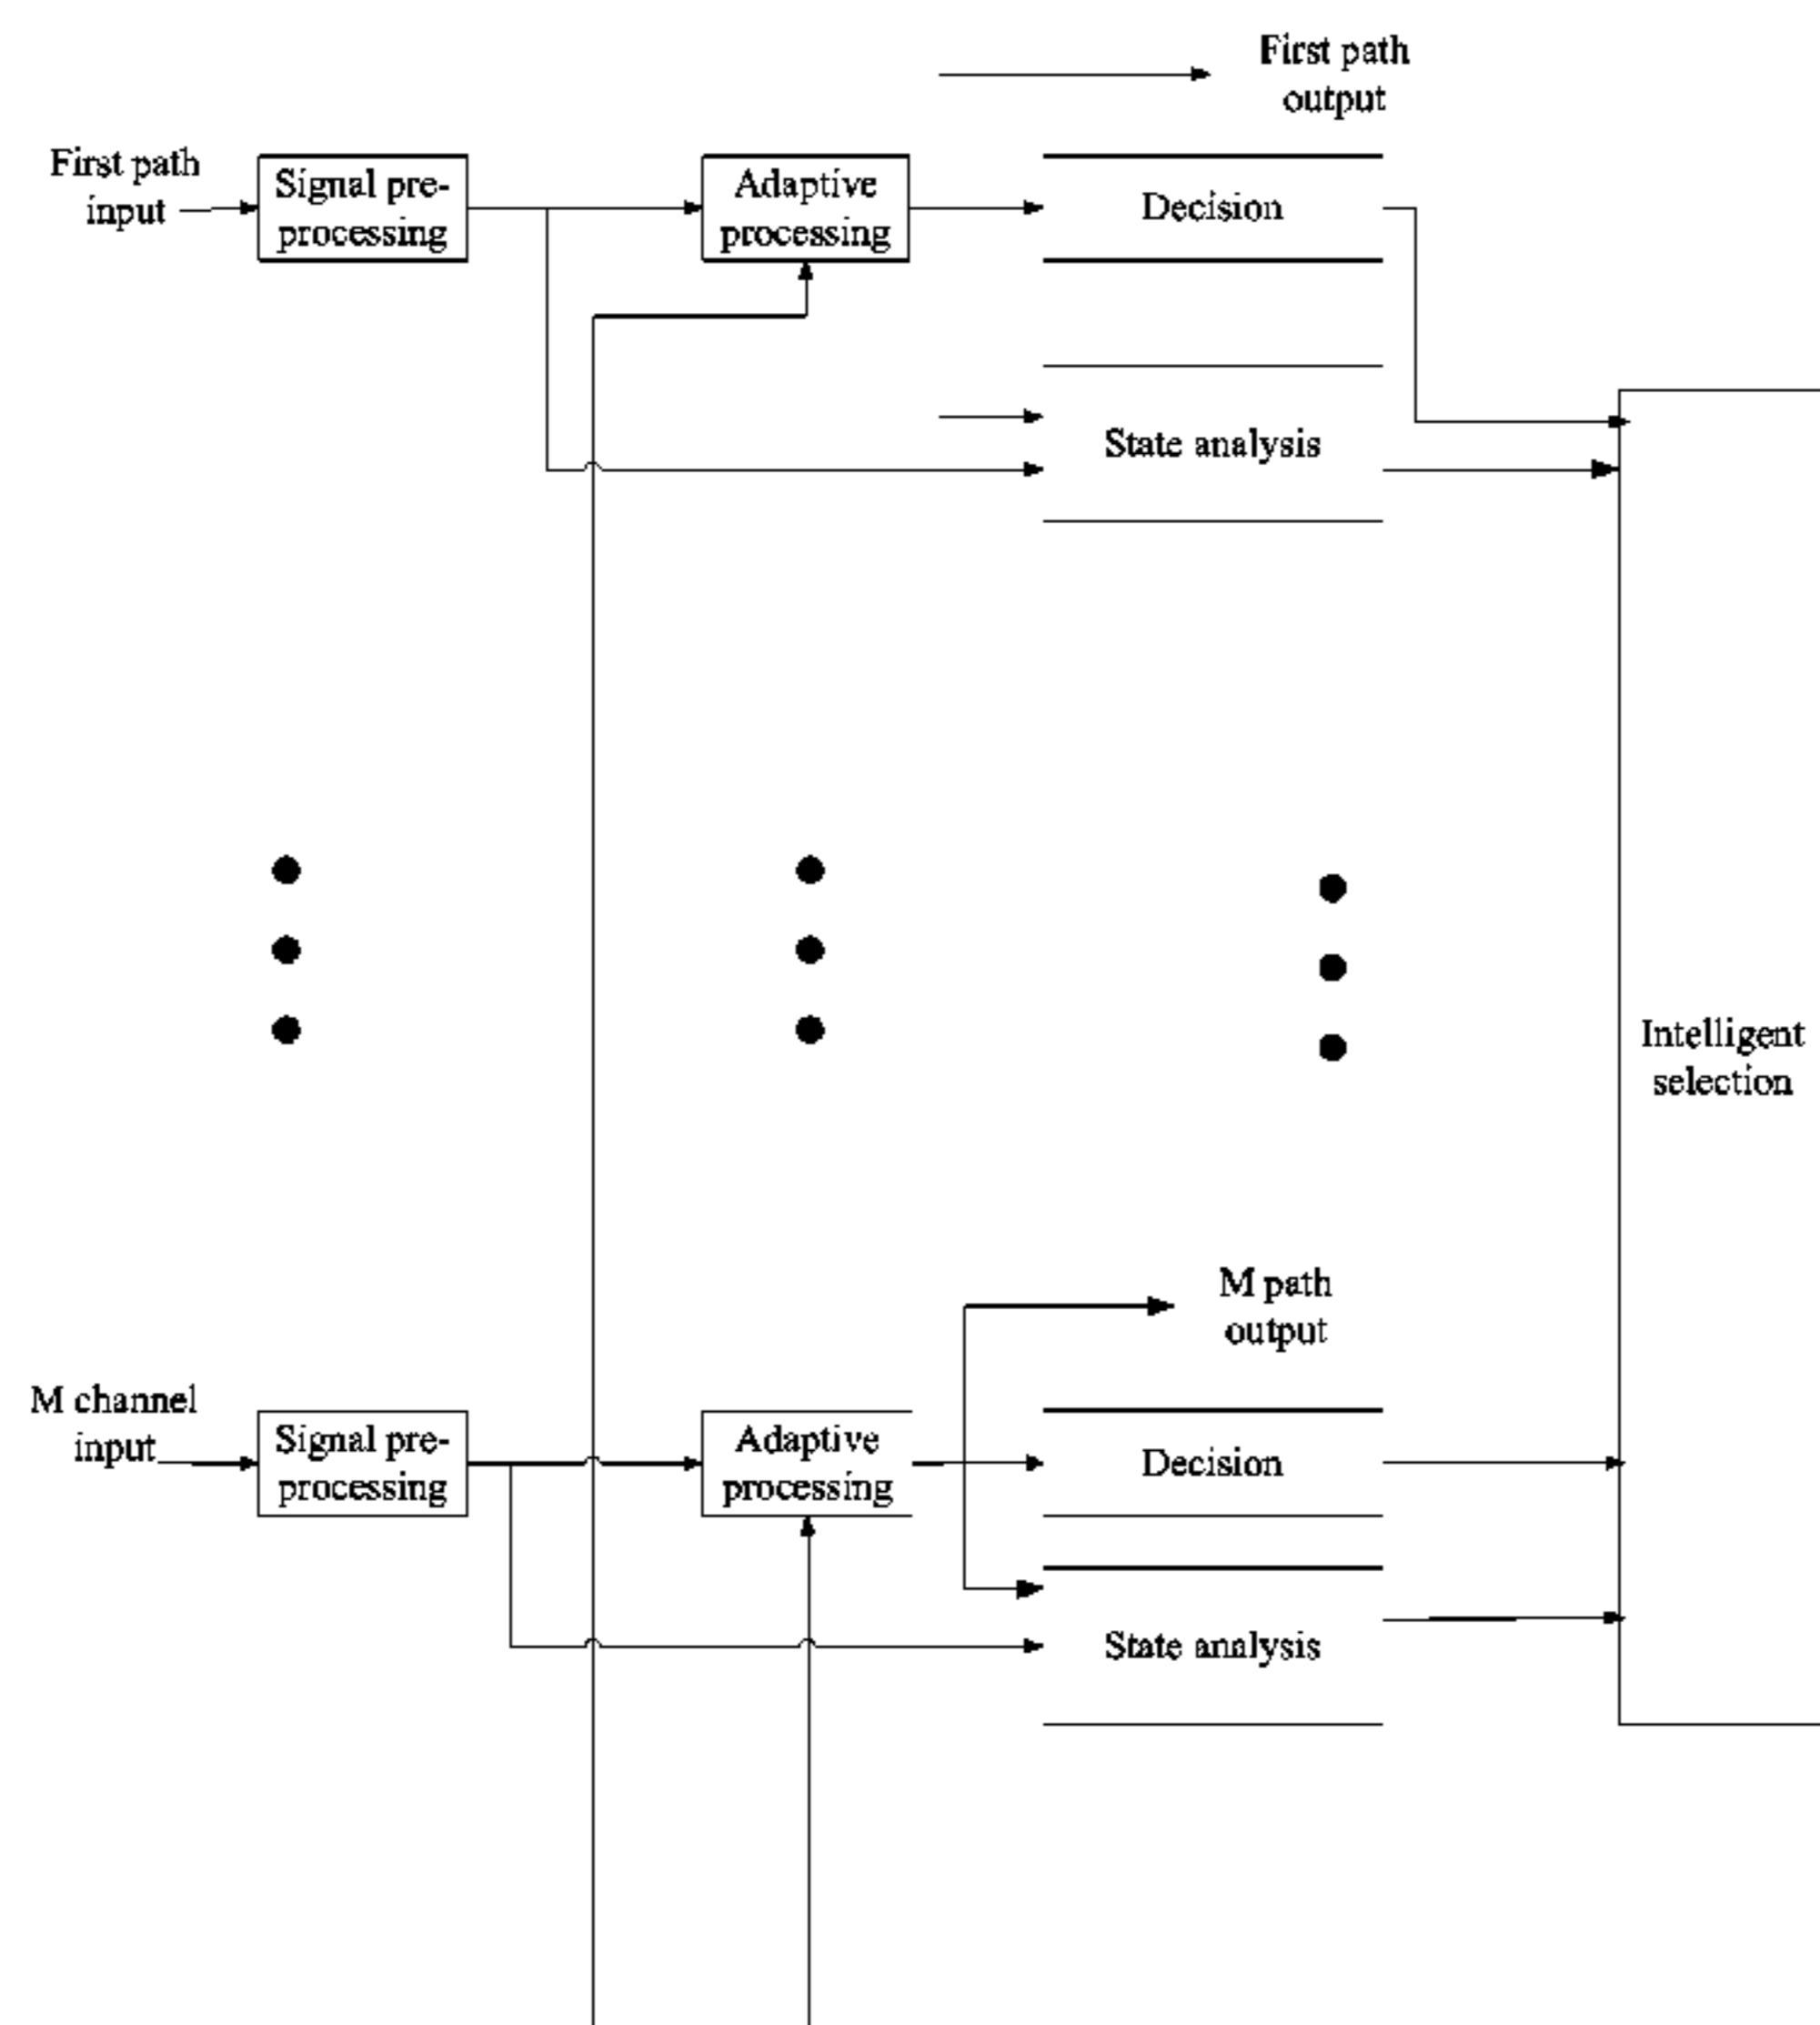 First path
output
First path
input
Signal pre-
processing
Adaptive
processing
Decision
State analysis
Intelligent
selection
M path
output
M channel
input
Signal pre-
processing
Adaptive
processing
Decision
State analysis